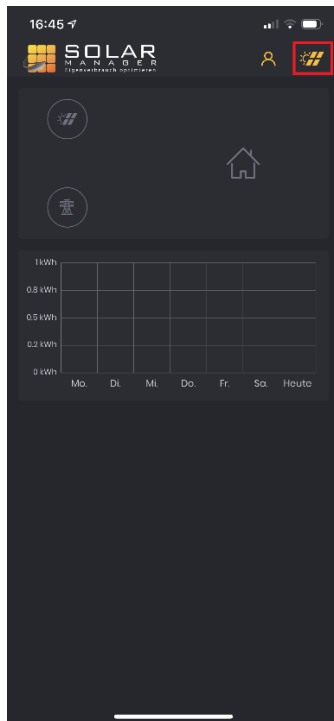 16:45
SOLAR
MANAGER
Eigenverbrauch optimieren
1 kWh
0.8 kWh
0.5 kWh
0.2 kWh
0 kWh
Mo. Di. Mi. Do. Fr. Sa. Heute